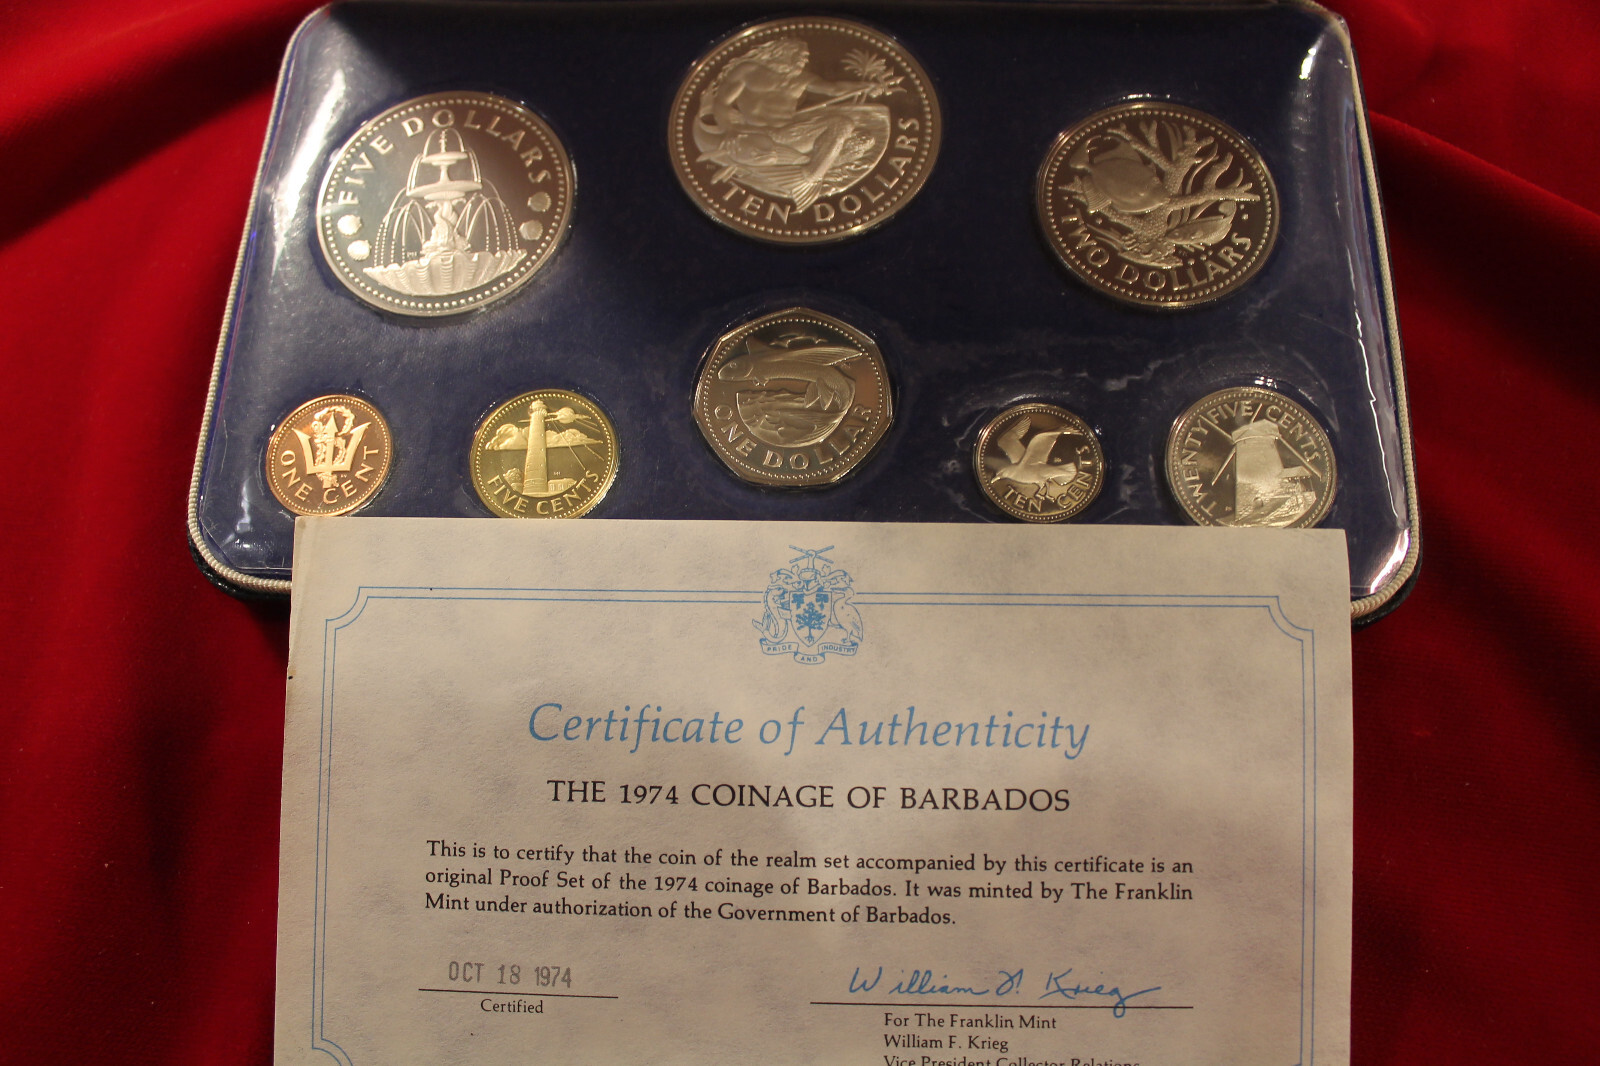 FIVE DOLLARS
TEN DOLLARS
TWO DOLLARS
ONE CENT
FIVE CENTS
ONE DOLLAR
TEN CENTS
TWENTY FIVE CENTS
PRIDE AND INDUSTRY
Certificate of Authenticity
THE 1974 COINAGE OF BARBADOS
This is to certify that the coin of the realm set accompanied by this certificate is an
original Proof Set of the 1974 coinage of Barbados. It was minted by The Franklin
Mint under authorization of the Government of Barbados.
OCT 18 1974
Certified
William F. Krieg
For The Franklin Mint
William F. Krieg
Vice President Collector Relations